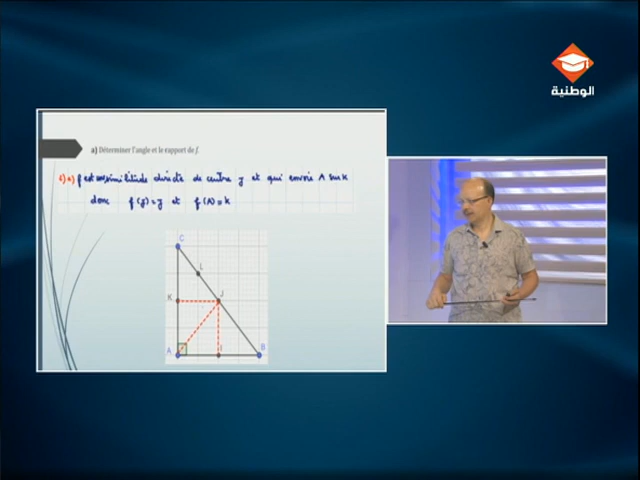 الوطنية
a) Déterminer l'angle et le rapport de f.
6) a) f est une similitude directe de centre J et qui envoie A sur K
donc f(J)=J et f(A)=K
C
L
K
J
A
I
B